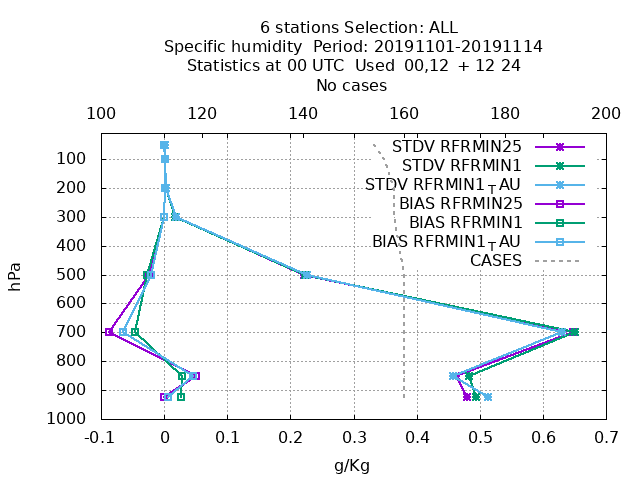 6 stations Selection: ALL
Specific humidity  Period: 20191101-20191114
Statistics at 00 UTC  Used  00,12  + 12 24
No cases
100 120 140 160 180 200
STDV RFRMIN25
STDV RFRMIN1
STDV RFRMIN1TAU
BIAS RFRMIN25
BIAS RFRMIN1
BIAS RFRMIN1TAU
CASES
hPa
100
200
300
400
500
600
700
800
900
1000
-0.1 0 0.1 0.2 0.3 0.4 0.5 0.6 0.7
g/Kg